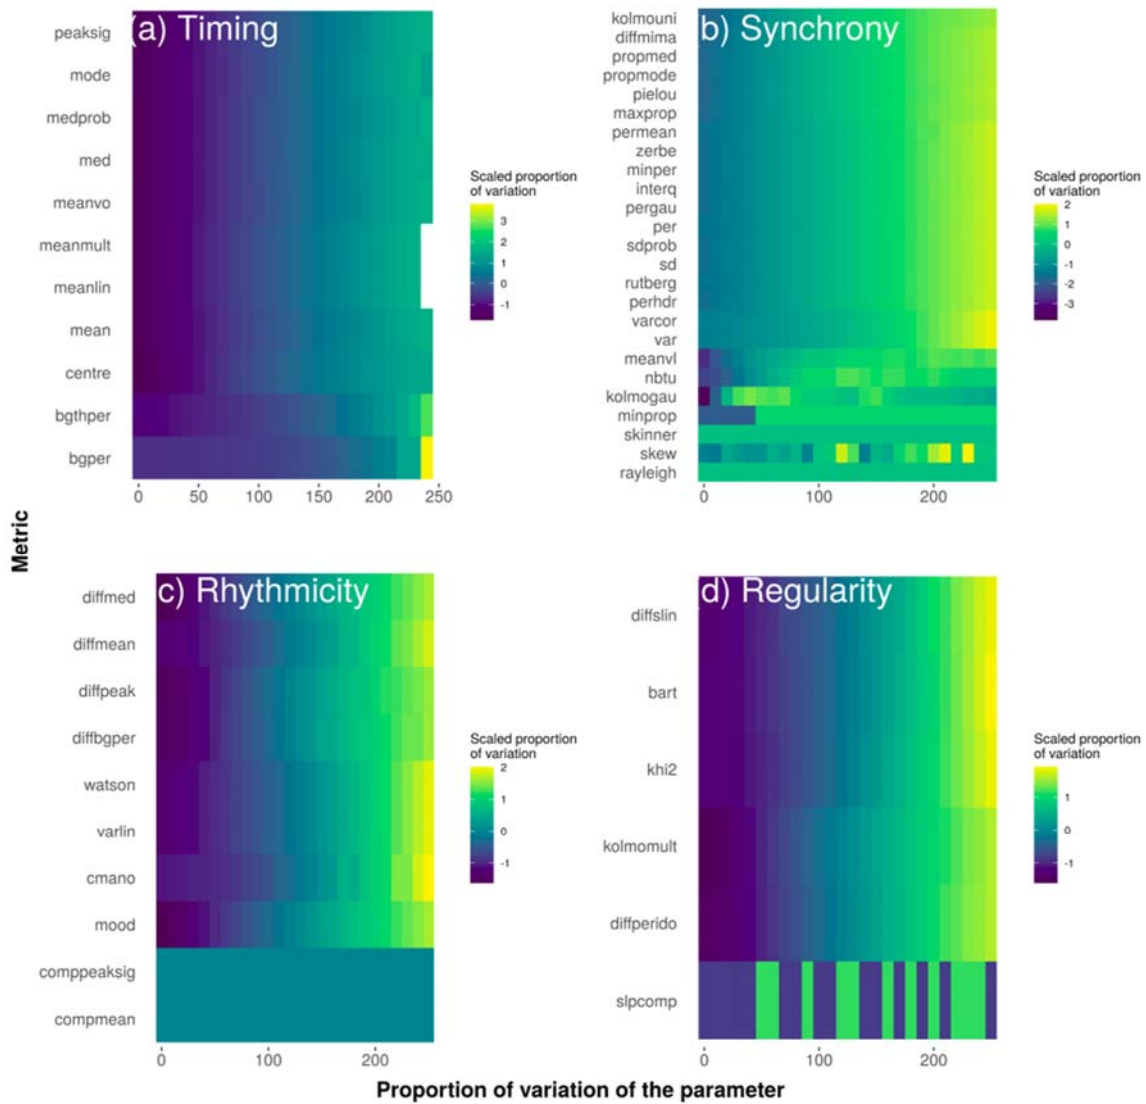 (a) Timing
peaksig
mode
medprob
med
meanvo
meanmult
meanlin
mean
centre
bgthper
bgper
0 50 100 150 200 250
Scaled proportion
of variation
3
2
1
0
-1
b) Synchrony
kolmouni
diffmima
propmed
propmode
pielou
maxprop
permean
zerbe
minper
interq
pergau
per
sdprob
sd
rutberg
perhdr
varcor
var
meanvl
nbtu
kolmogau
minprop
skinner
skew
rayleigh
0 100 200
Scaled proportion
of variation
2
1
0
-1
-2
-3
Metric
c) Rhythmicity
diffmed
diffmean
diffpeak
diffbgper
watson
varlin
cmano
mood
comppeaksig
compmean
0 100 200
Scaled proportion
of variation
2
1
0
-1
d) Regularity
diffslin
bart
khi2
kolmomult
diffperido
slpcomp
0 100 200
Scaled proportion
of variation
1
0
-1
Proportion of variation of the parameter